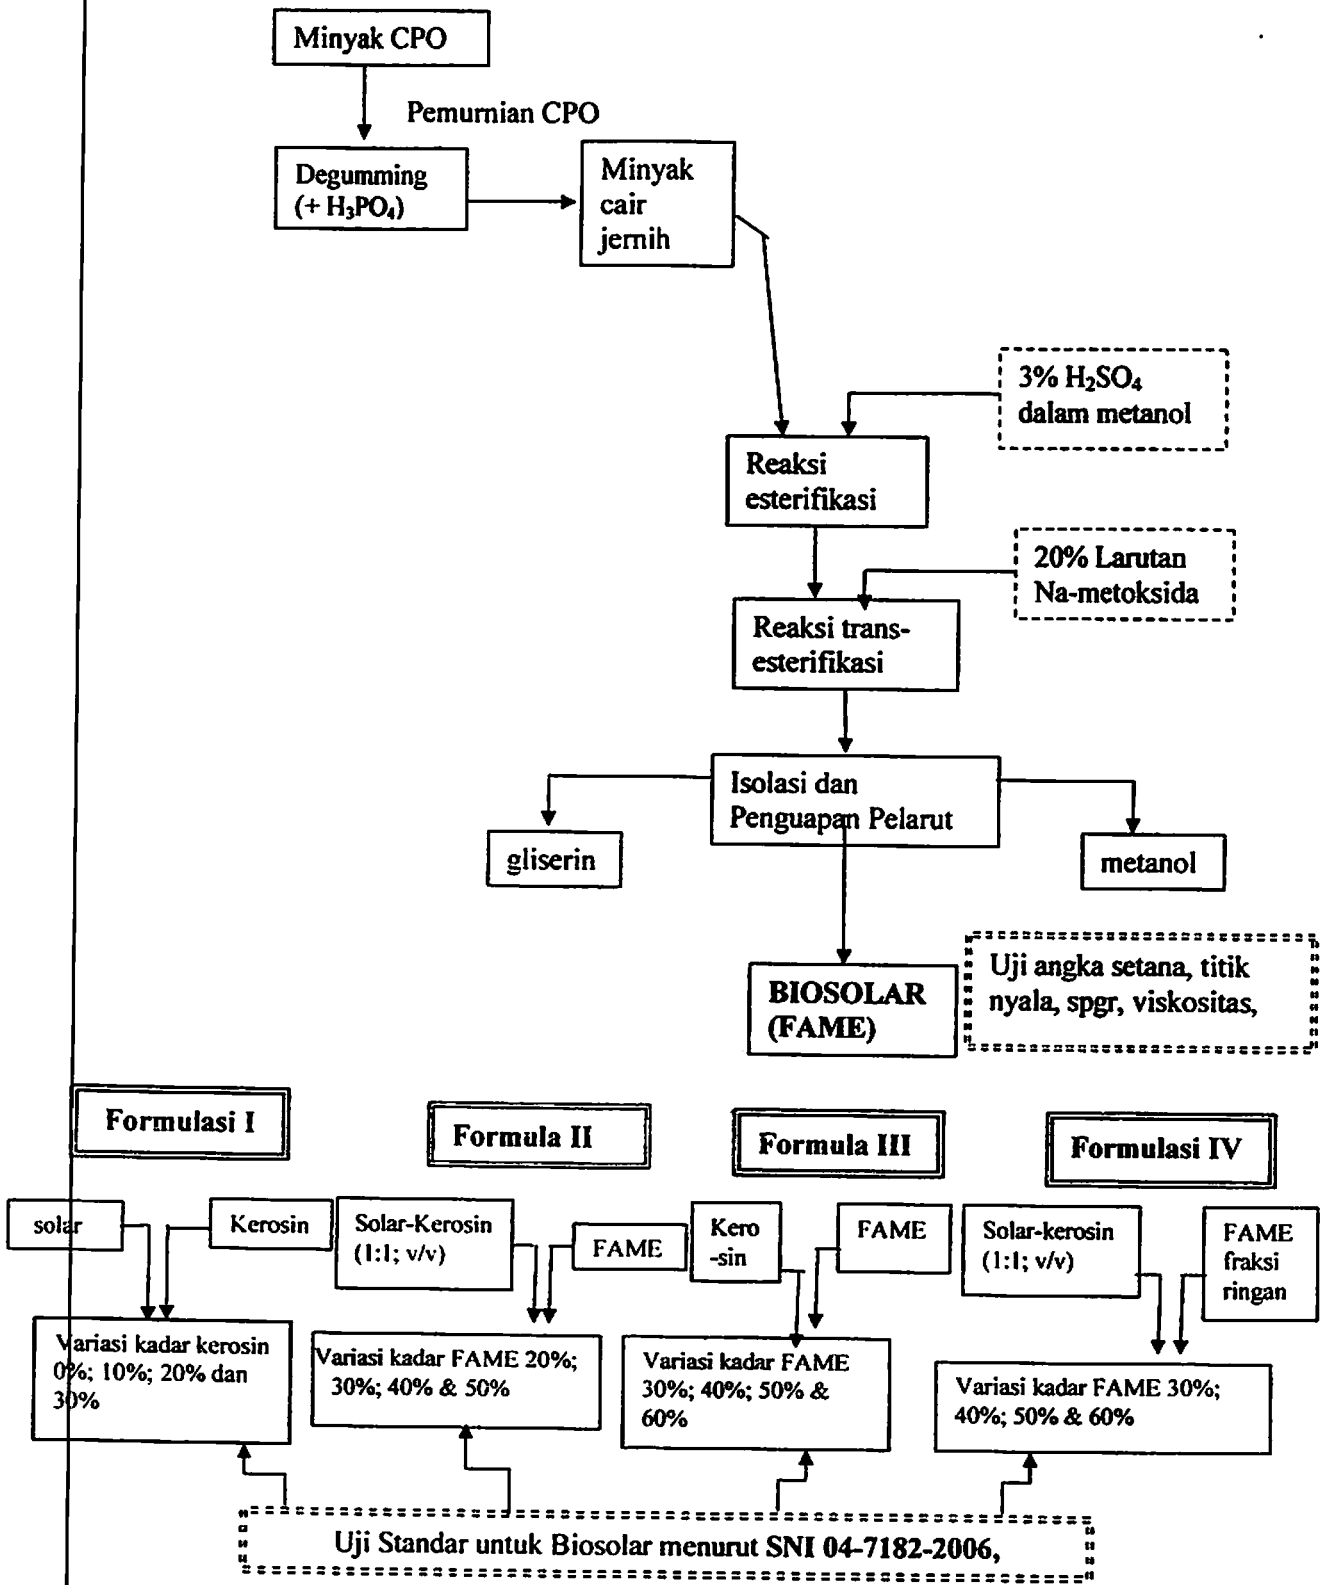 Minyak CPO
Pemurnian CPO
Degumming
(+ H₃PO₄)
Minyak
cair
jernih
3% H₂SO₄
dalam metanol
Reaksi
esterifikasi
20% Larutan
Na-metoksida
Reaksi trans-
esterifikasi
Isolasi dan
Penguapan Pelarut
gliserin
metanol
BIOSOLAR
(FAME)
Uji angka setana, titik
nyala, spgr, viskositas,
Formulasi I
Formula II
Formula III
Formulasi IV
solar
Kerosin
Solar-Kerosin
(1:1; v/v)
FAME
Kero
-sin
FAME
Solar-kerosin
(1:1; v/v)
FAME
fraksi
ringan
Variasi kadar kerosin
0%; 10%; 20% dan
30%
Variasi kadar FAME 20%;
30%; 40% & 50%
Variasi kadar FAME
30%; 40%; 50% &
60%
Variasi kadar FAME 30%;
40%; 50% & 60%
Uji Standar untuk Biosolar menurut SNI 04-7182-2006,